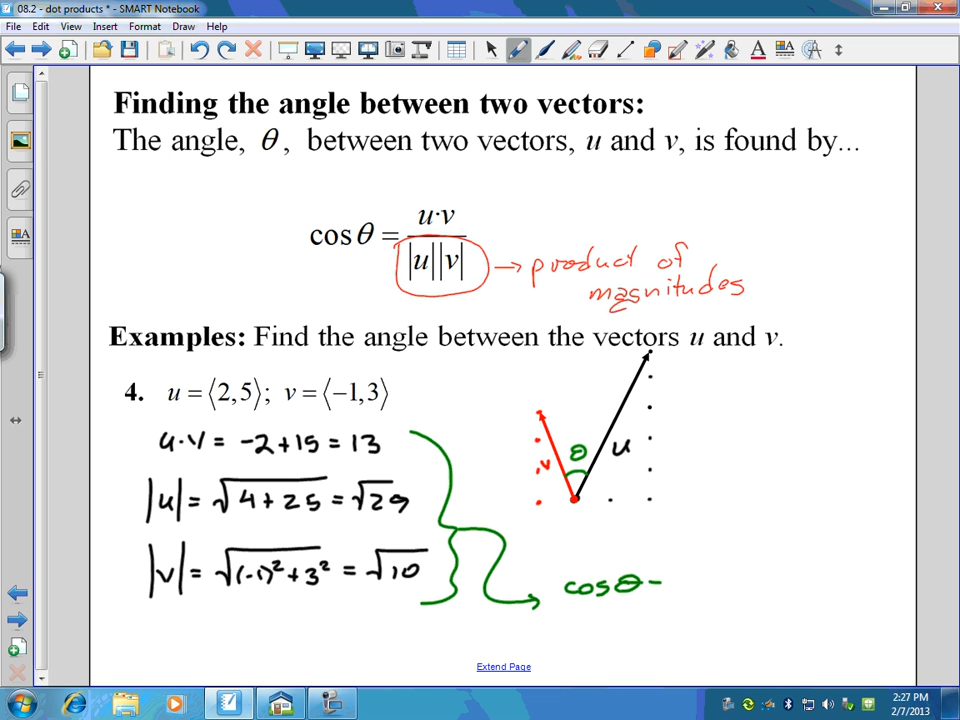 08.2 - dot products * - SMART Notebook
File Edit View Insert Format Draw Help
Finding the angle between two vectors:
The angle, θ, between two vectors, u and v, is found by...
cos θ = u·v / |u||v|
→ product of
magnitudes
Examples: Find the angle between the vectors u and v.
4. u = ⟨2,5⟩; v = ⟨−1,3⟩
u·v = -2+15 = 13
|u| = √4+25 = √29
|v| = √(-1)²+3² = √10
θ
u
v
cosθ-
Extend Page
2:27 PM
2/7/2013